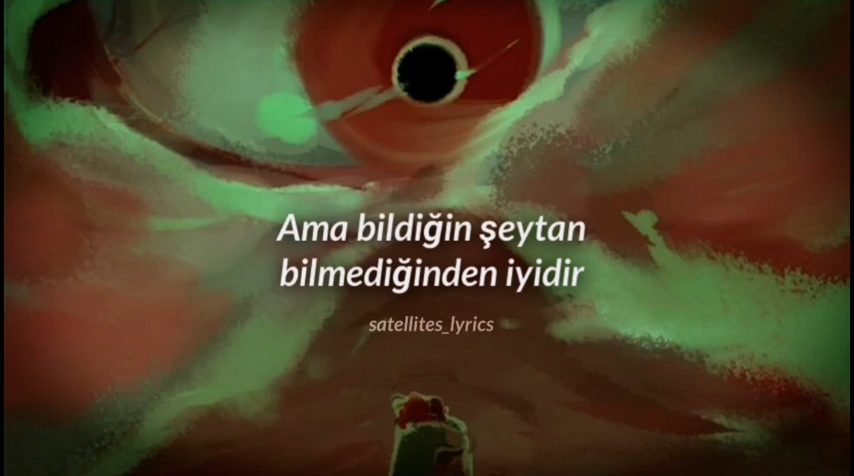 Ama bildiğin şeytan
bilmediğinden iyidir
satellites_lyrics